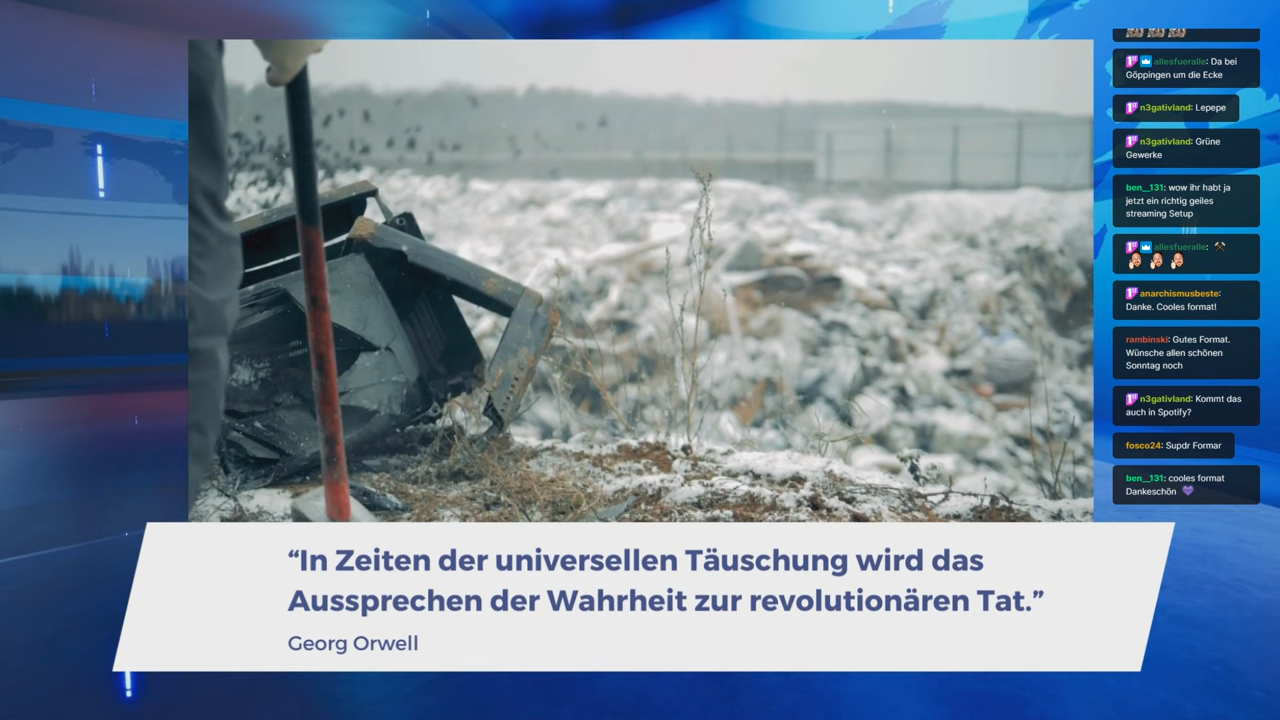 allesfueralle: Da bei
Göppingen um die Ecke
n3gativland: Lepepe
n3gativland: Grüne
Gewerke
ben__131: wow ihr habt ja
jetzt ein richtig geiles
streaming Setup
allesfueralle:
anarchismusbeste:
Danke. Cooles format!
rambinski: Gutes Format.
Wünsche allen schönen
Sonntag noch
n3gativland: Kommt das
auch in Spotify?
fosco24: Supdr Formar
ben__131: cooles format
Dankeschön
“In Zeiten der universellen Täuschung wird das
Aussprechen der Wahrheit zur revolutionären Tat.”
Georg Orwell